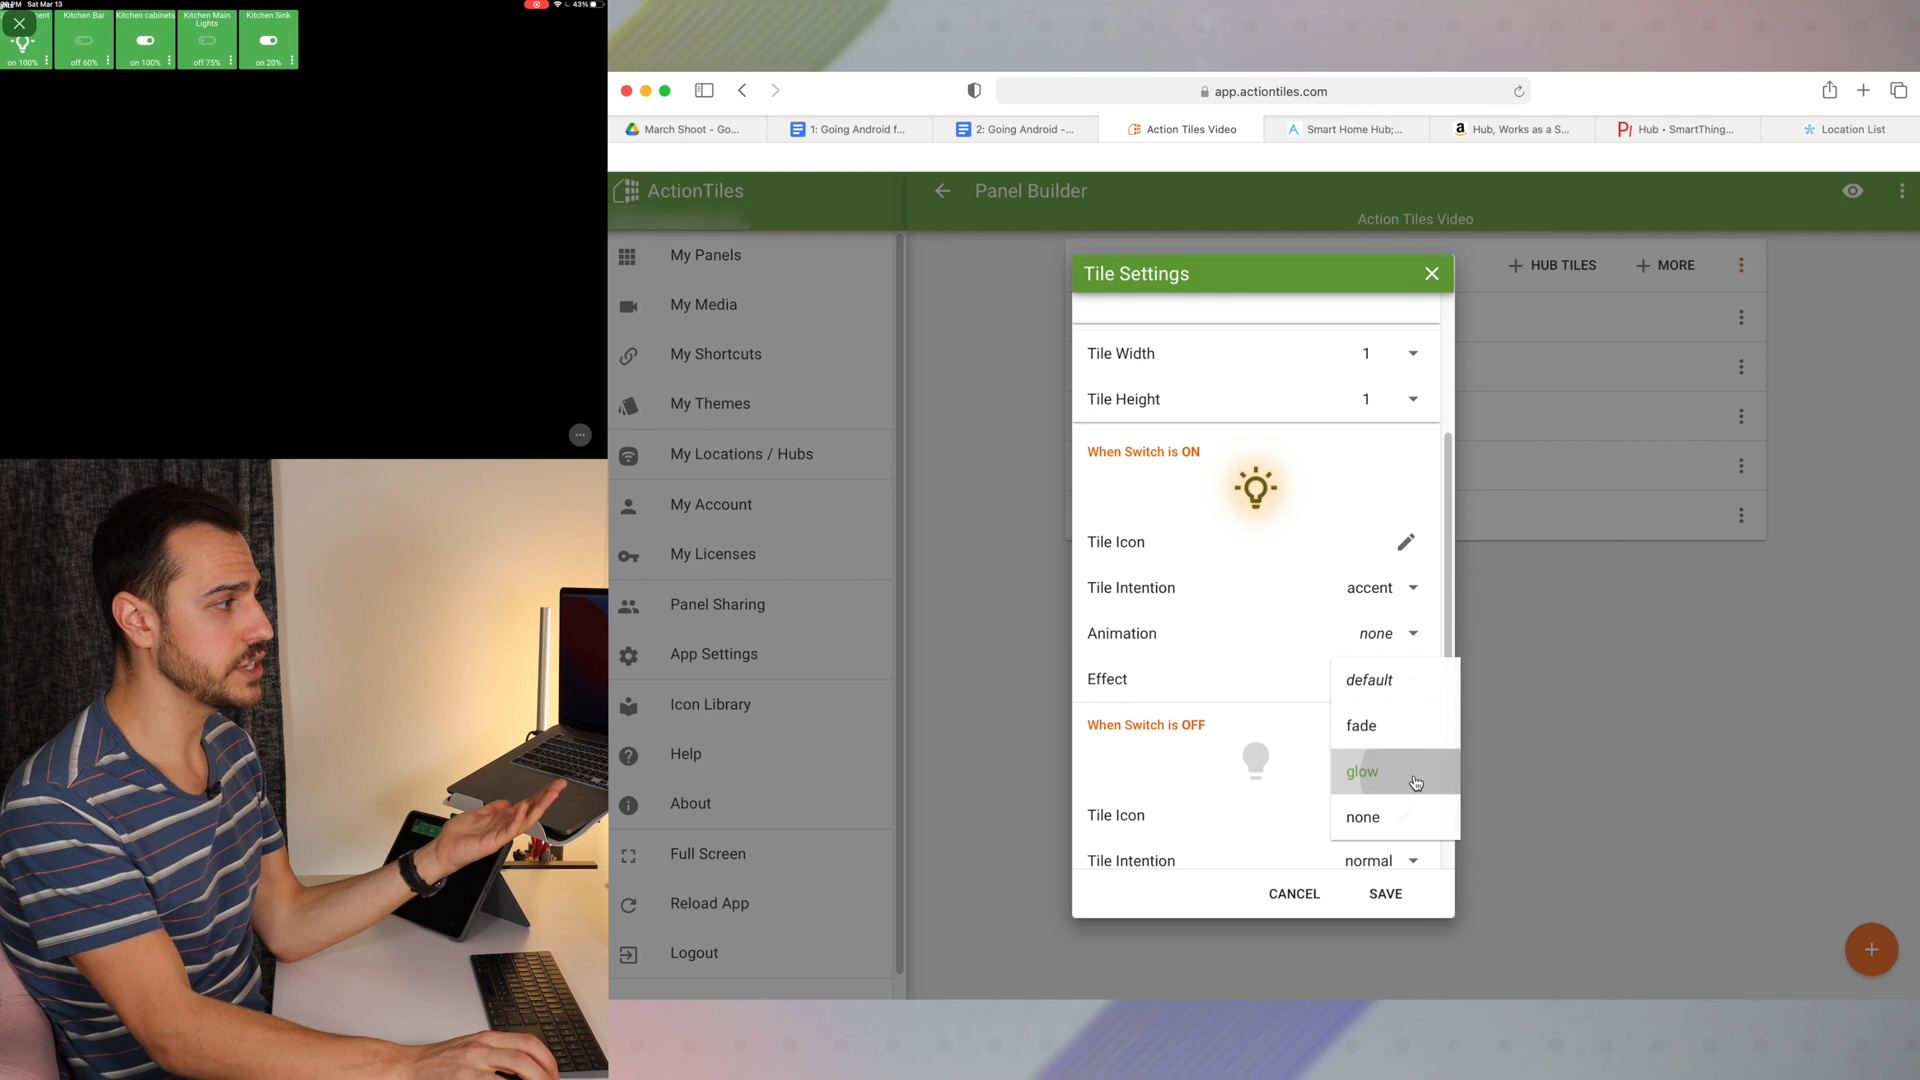 PM Sat Mar 13
43%
Kitchen Bar
Kitchen cabinets
Kitchen Main Lights
Kitchen Sink
on 100%
off 60%
on 100%
off 75%
on 20%
app.actiontiles.com
March Shoot - Go...
1: Going Android f...
2: Going Android -...
Action Tiles Video
Smart Home Hub;...
Hub, Works as a S...
Hub • SmartThing...
Location List
ActionTiles
Panel Builder
Action Tiles Video
My Panels
My Media
My Shortcuts
My Themes
My Locations / Hubs
My Account
My Licenses
Panel Sharing
App Settings
Icon Library
Help
About
Full Screen
Reload App
Logout
HUB TILES
MORE
Tile Settings
Tile Width 1
Tile Height 1
When Switch is ON
Tile Icon
Tile Intention accent
Animation none
Effect
default
fade
glow
none
When Switch is OFF
Tile Icon
Tile Intention normal
CANCEL SAVE